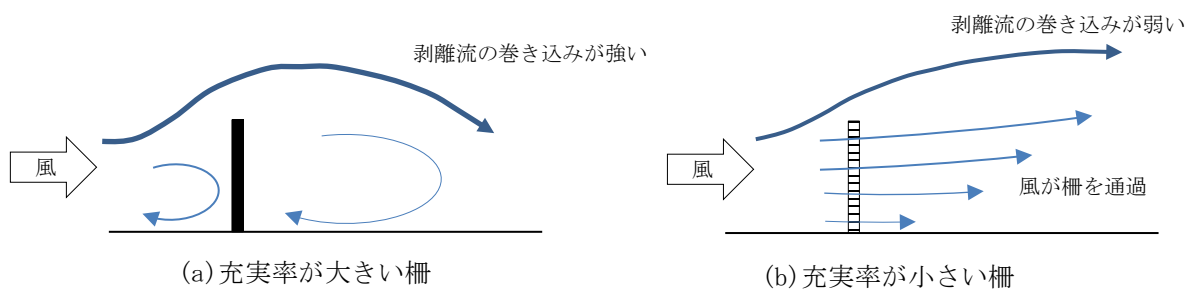 剥離流の巻き込みが強い
風
(a)充実率が大きい柵
剥離流の巻き込みが弱い
風
風が柵を通過
(b)充実率が小さい柵